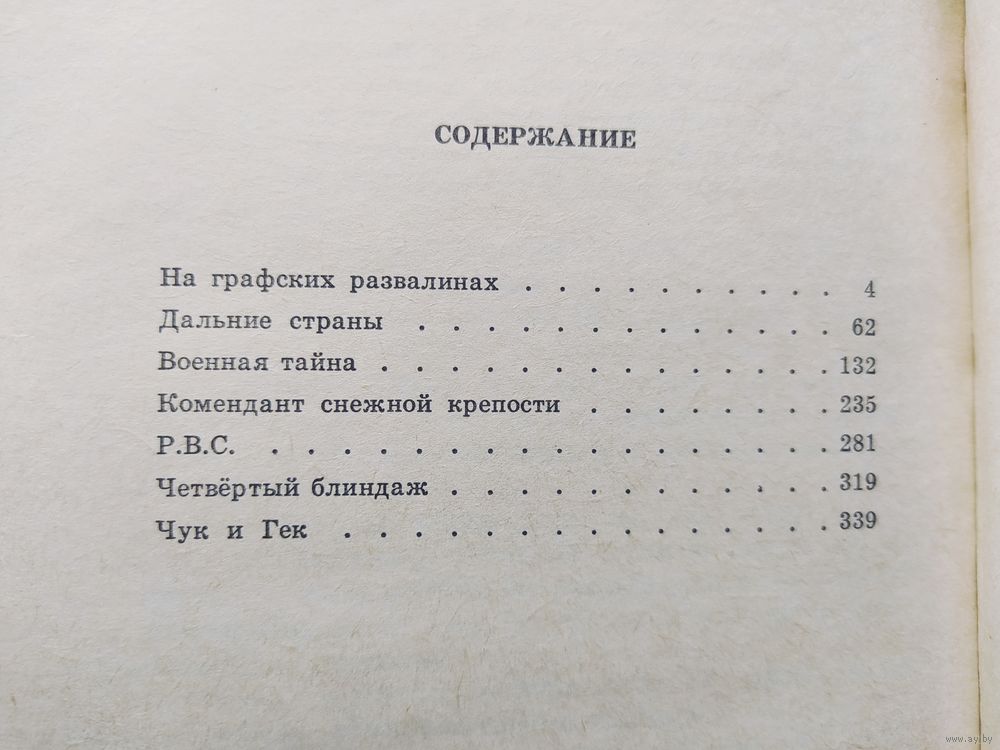 СОДЕРЖАНИЕ
На графских развалинах . . . . . . . . . . 4
Дальние страны . . . . . . . . . . . . . . . 62
Военная тайна . . . . . . . . . . . . . . . . 132
Комендант снежной крепости . . . . . . . . . 235
Р.В.С. . . . . . . . . . . . . . . . . . . . . 281
Четвёртый блиндаж . . . . . . . . . . . . . 319
Чук и Гек . . . . . . . . . . . . . . . . . . 339
www.ay.by